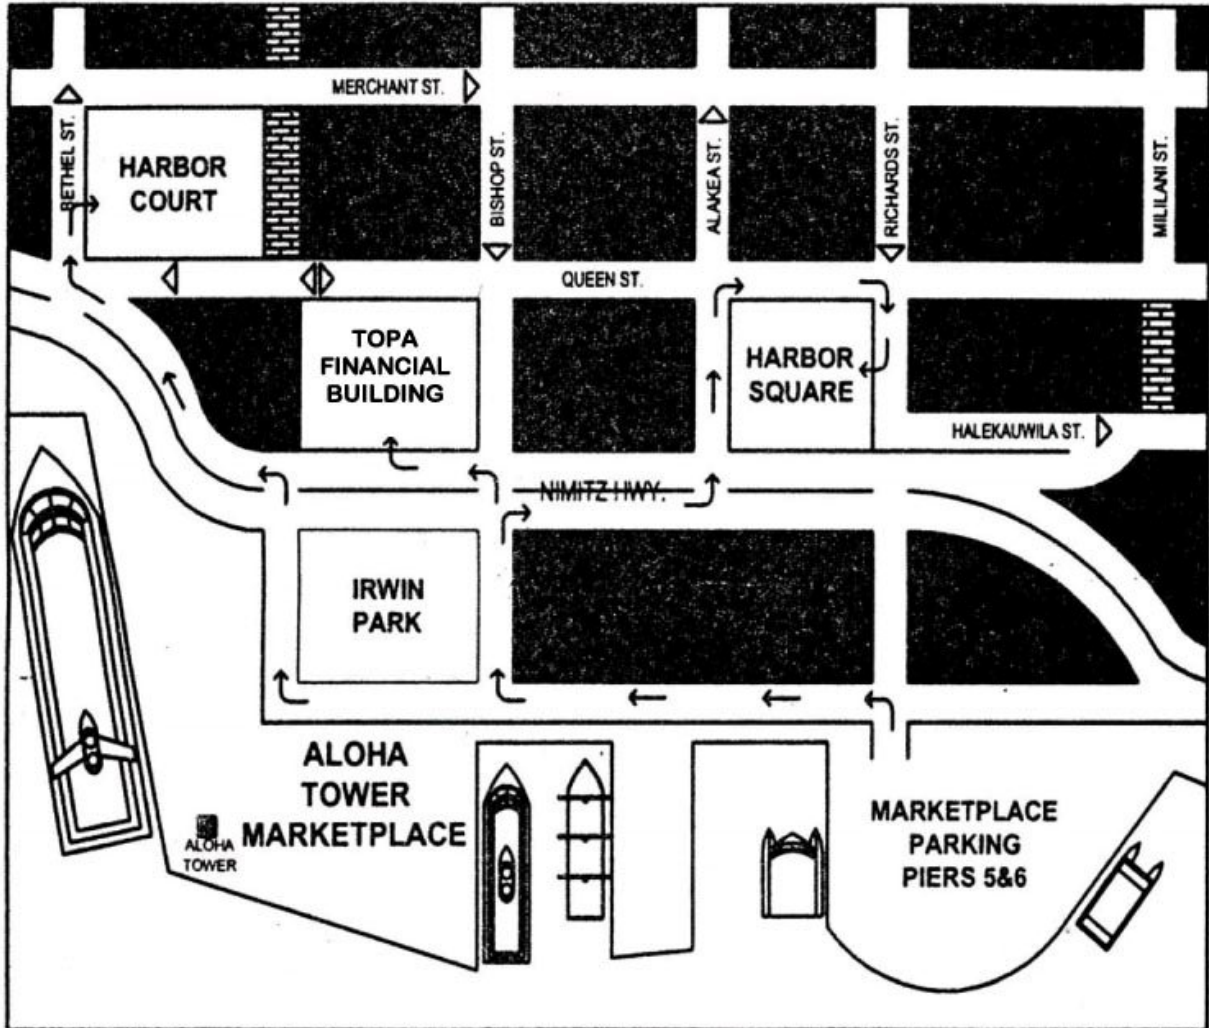 MERCHANT ST.
BETHEL ST.
HARBOR
COURT
BISHOP ST.
ALAKEA ST.
RICHARDS ST.
MILILANI ST.
QUEEN ST.
TOPA
FINANCIAL
BUILDING
HARBOR
SQUARE
HALEKAUWILA ST.
NIMITZ HWY.
IRWIN
PARK
ALOHA
TOWER
MARKETPLACE
ALOHA
TOWER
MARKETPLACE
PARKING
PIERS 5&6